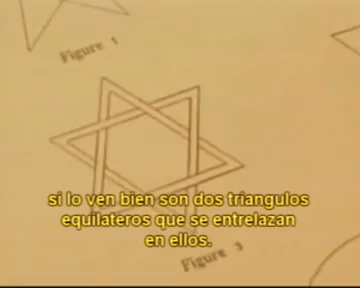 Figure 1
si lo ven bien son dos triangulos
equilateros que se entrelazan
en ellos.
Figure 3